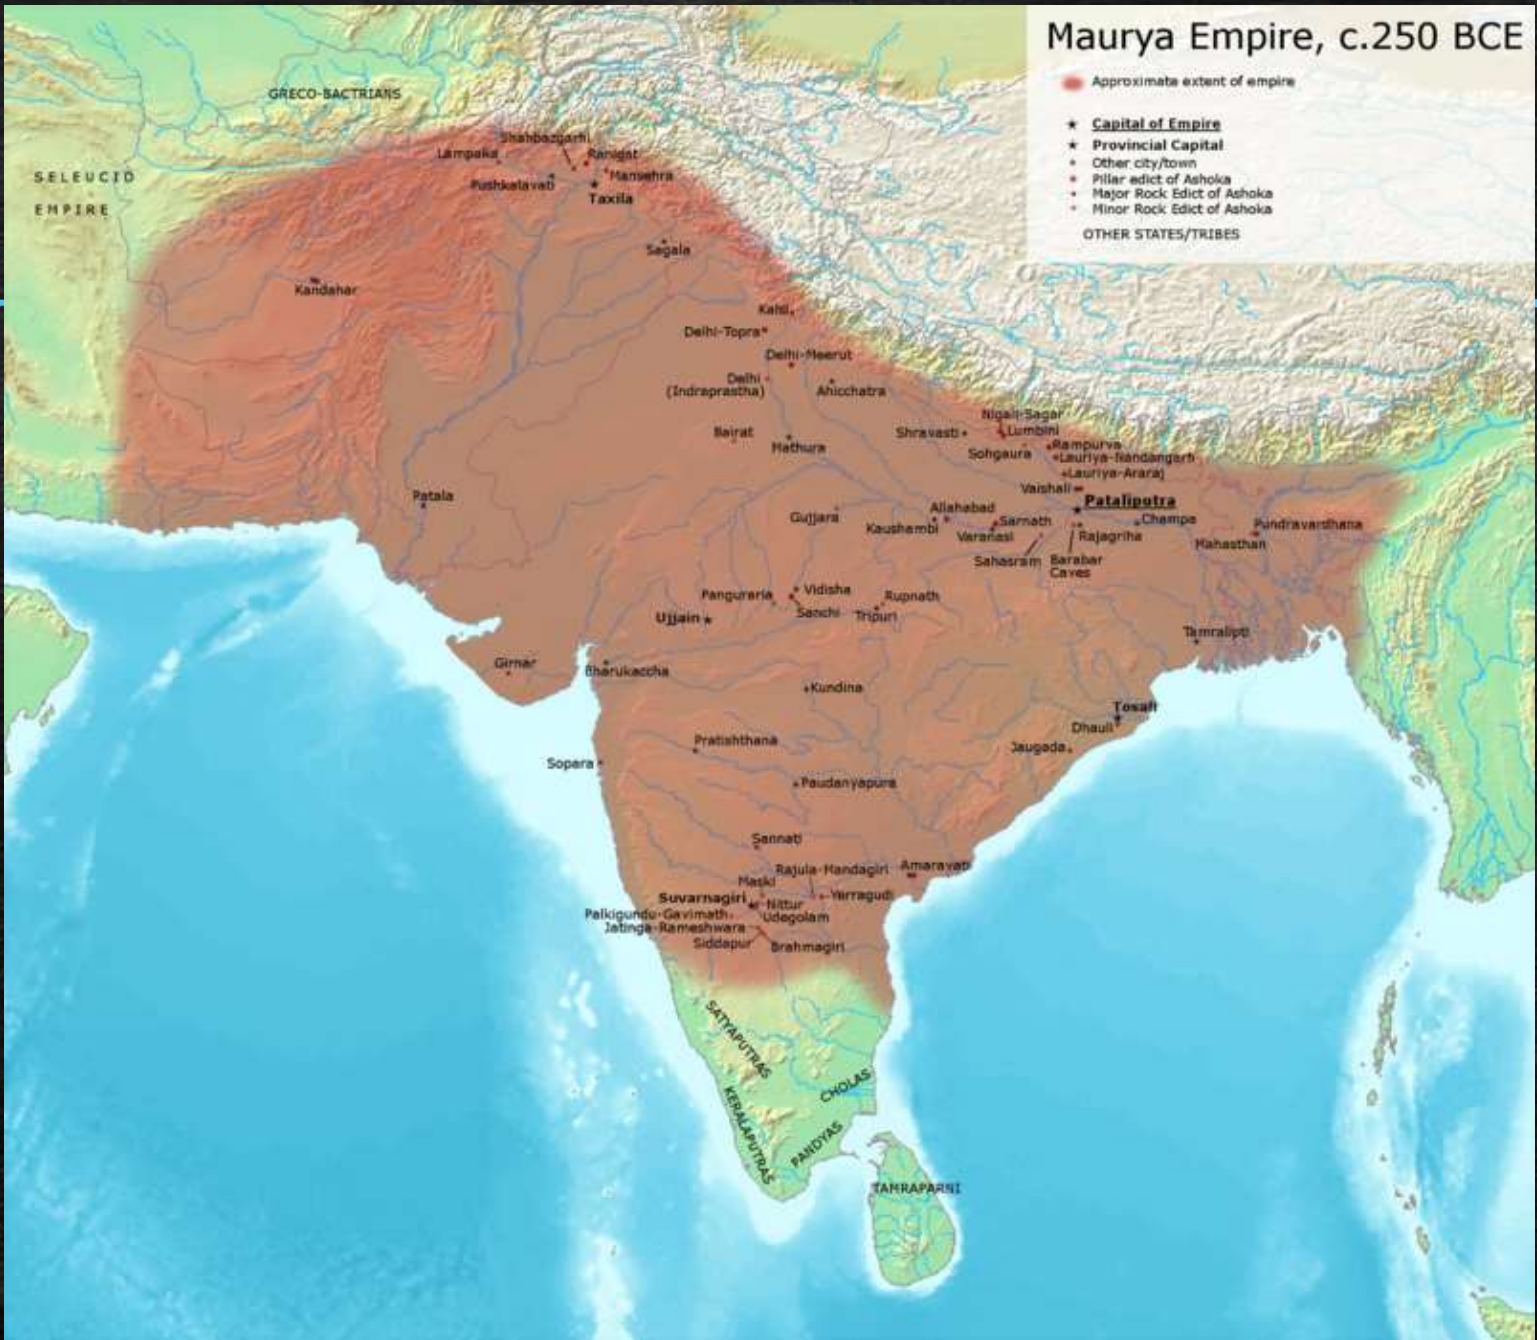 Maurya Empire, c.250 BCE
Approximate extent of empire
Capital of Empire
Provincial Capital
Other city/town
Pillar edict of Ashoka
Major Rock Edict of Ashoka
Minor Rock Edict of Ashoka
OTHER STATES/TRIBES
GRECO-BACTRIANS
SELEUCID
EMPIRE
Shahbazgarhi
Lampaka
Ranigat
Mansehra
Pushkalavati
Taxila
Sagala
Kandahar
Kalsi
Delhi-Topra
Delhi-Meerut
Delhi
(Indraprastha)
Ahicchatra
Bairat
Mathura
Nigali-Sagar
Lumbini
Shravasti
Sohgaura
Rampurva
Lauriya-Nandangarh
Lauriya-Araraj
Vaishali
Pataliputra
Patala
Gujjara
Allahabad
Kaushambi
Sarnath
Varanasi
Champa
Rajagriha
Pundravardhana
Mahasthan
Sahasram
Barabar
Caves
Panguraria
Vidisha
Sanchi
Rupnath
Tripuri
Ujjain
Tamralipti
Girnar
Bharukaccha
Kundina
Tosali
Dhauli
Jaugada
Pratishthana
Sopara
Paudanyapura
Sannati
Rajula-Mandagiri
Amaravati
Maski
Suvarnagiri
Nittur
Yerragudi
Palkigundu-Gavimath
Udegolam
Jatinga-Rameshwara
Siddapur
Brahmagiri
SATYAPUTRAS
CHOLAS
KERALAPUTRAS
PANDYAS
TAMRAPARNI